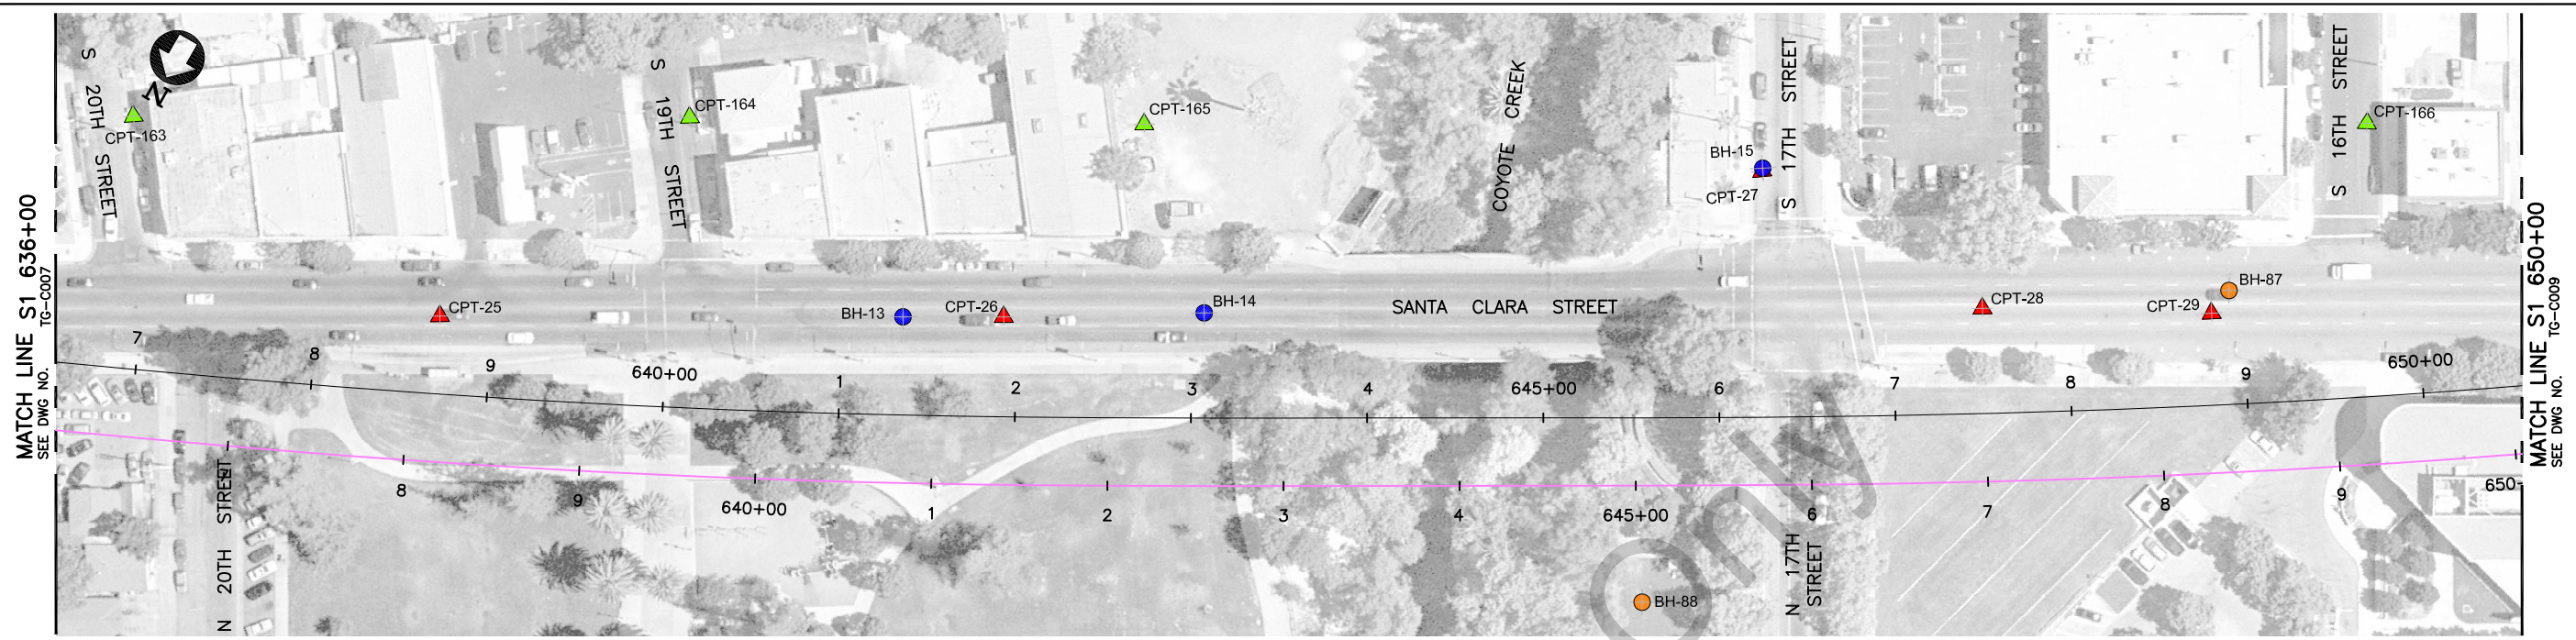 MATCH LINE S1 636+00
SEE DWG NO. TG-C007
S 20TH STREET
N
CPT-163
S 19TH STREET
CPT-164
CPT-165
COYOTE CREEK
COYOTE CREEK
BH-15
CPT-27
S 17TH STREET
S 16TH STREET
CPT-166
CPT-25
BH-13
CPT-26
BH-14
SANTA CLARA STREET
CPT-28
CPT-29
BH-87
7
8
9
640+00
1
2
3
4
645+00
6
7
8
9
650+00
8
9
640+00
1
2
3
4
645+00
6
7
8
9
650
N 20TH STREET
N 17TH STREET
BH-88
Only
MATCH LINE S1 650+00
SEE DWG NO. TG-C009